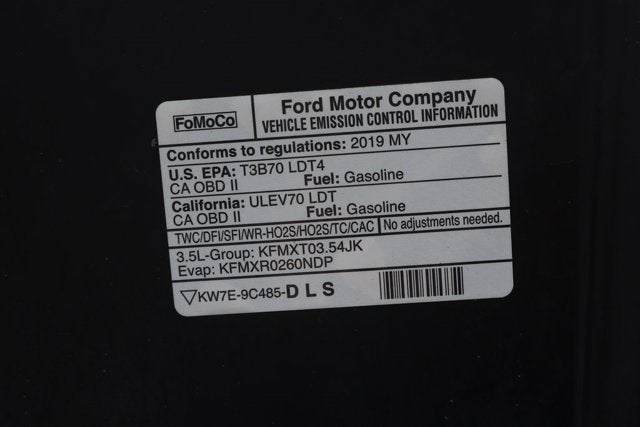 FoMoCo
Ford Motor Company
VEHICLE EMISSION CONTROL INFORMATION
Conforms to regulations: 2019 MY
U.S. EPA: T3B70 LDT4
CA OBD II Fuel: Gasoline
California: ULEV70 LDT
CA OBD II Fuel: Gasoline
TWC/DFI/SFI/WR-HO2S/HO2S/TC/CAC No adjustments needed.
3.5L-Group: KFMXT03.54JK
Evap: KFMXR0260NDP
KW7E-9C485-D L S